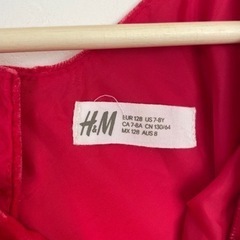 H&M
EUR 128 US 7-8Y
CA 7-8A CN 130/64
MX 128 AUS 8